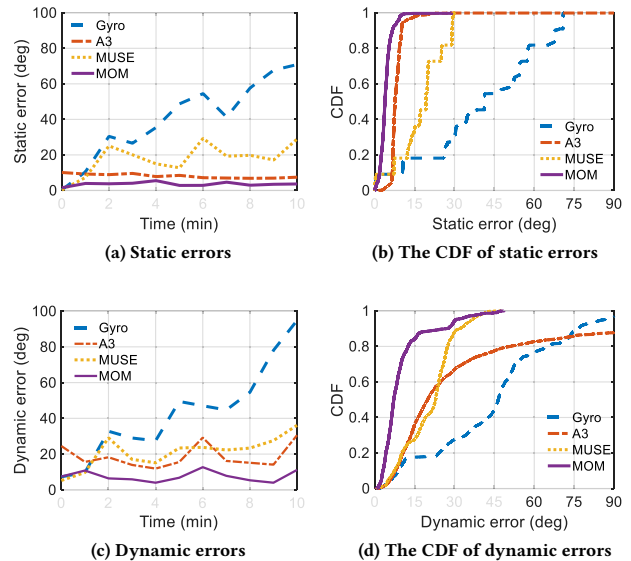 100
80
60
40
20
0
Static error (deg)
Gyro
A3
MUSE
MOM
0 2 4 6 8 10
Time (min)
(a) Static errors
1
0.8
0.6
0.4
0.2
0
CDF
Gyro
A3
MUSE
MOM
0 15 30 45 60 75 90
Static error (deg)
(b) The CDF of static errors
100
80
60
40
20
0
Dynamic error (deg)
Gyro
A3
MUSE
MOM
0 2 4 6 8 10
Time (min)
(c) Dynamic errors
1
0.8
0.6
0.4
0.2
0
CDF
Gyro
A3
MUSE
MOM
0 15 30 45 60 75 90
Dynamic error (deg)
(d) The CDF of dynamic errors